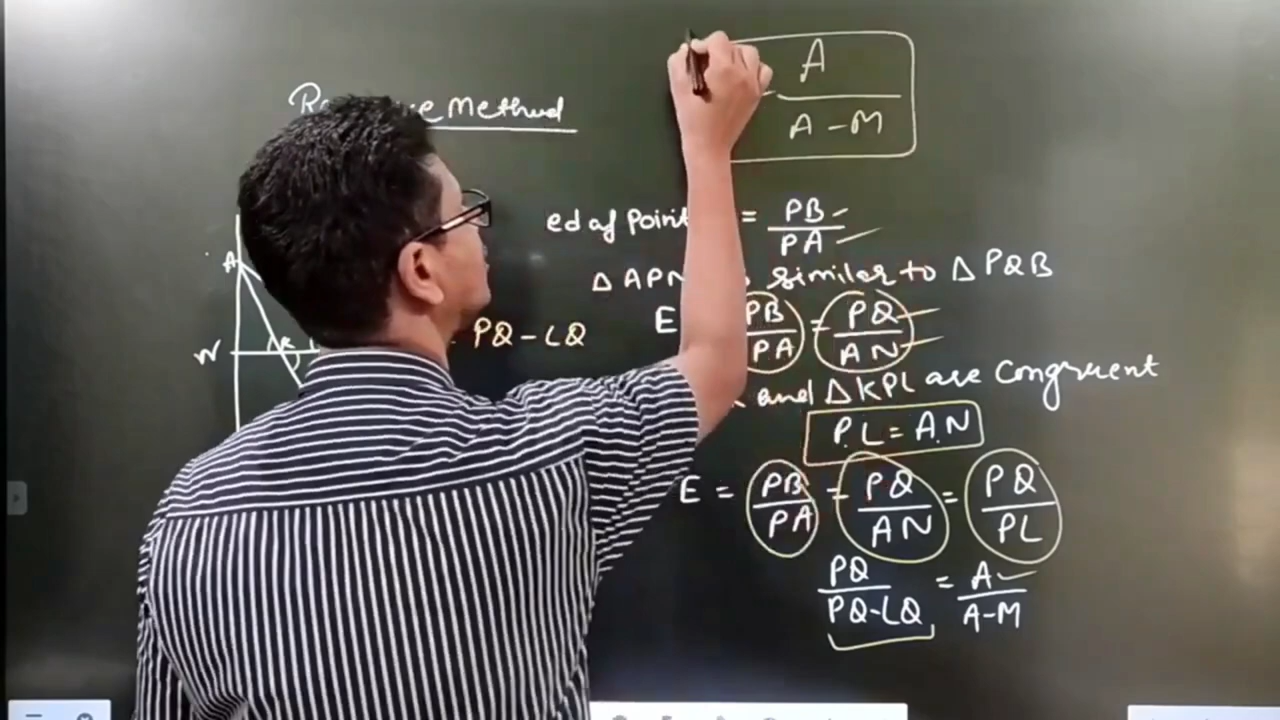 Method
A
A - M
ed of Point = PB
PA
A
Δ APN similar to Δ PQB
W
PQ - LQ
E PB = PQ
PA AN
and Δ KPL are congruent
PL = AN
E = PB = PQ = PQ
PA AN PL
PQ = A
PQ-LQ A-M